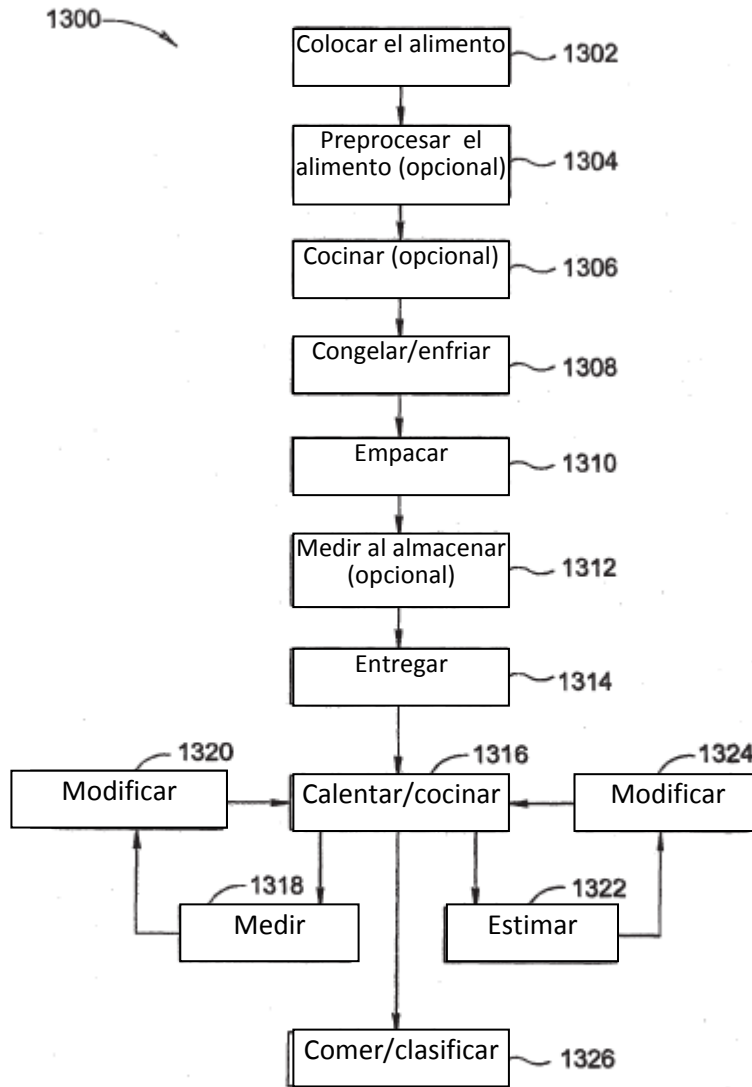 1300
Colocar el alimento
1302
Preprocesar el
alimento (opcional)
1304
Cocinar (opcional)
1306
Congelar/enfriar
1308
Empacar
1310
Medir al almacenar
(opcional)
1312
Entregar
1314
1320
1316
1324
Modificar
Calentar/cocinar
Modificar
1318
1322
Medir
Estimar
Comer/clasificar
1326